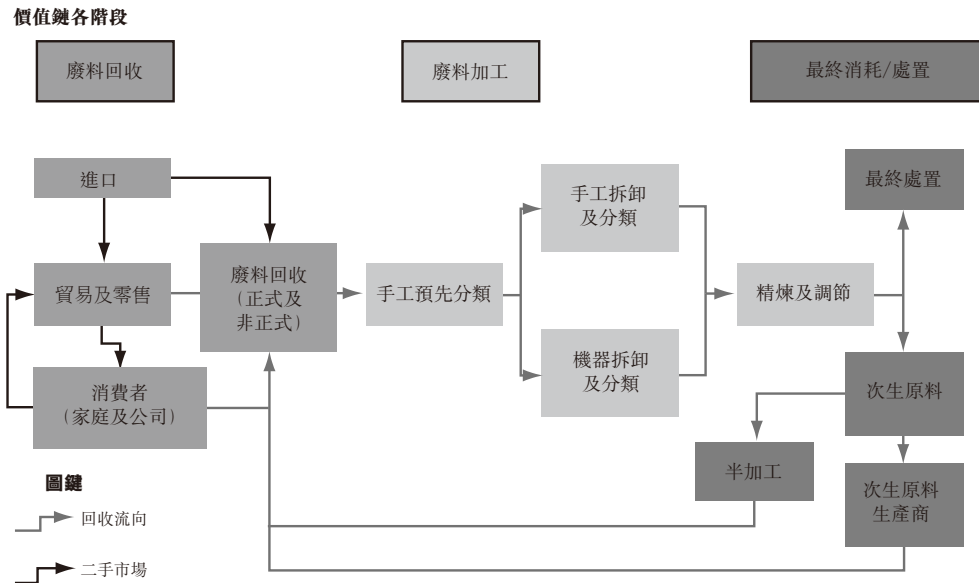 價值鏈各階段
廢料回收
廢料加工
最終消耗/處置
進口
貿易及零售
消費者
(家庭及公司)
廢料回收
(正式及
非正式)
手工預先分類
手工拆卸
及分類
機器拆卸
及分類
精煉及調節
最終處置
次生原料
半加工
次生原料
生產商
圖鍵
回收流向
二手市場